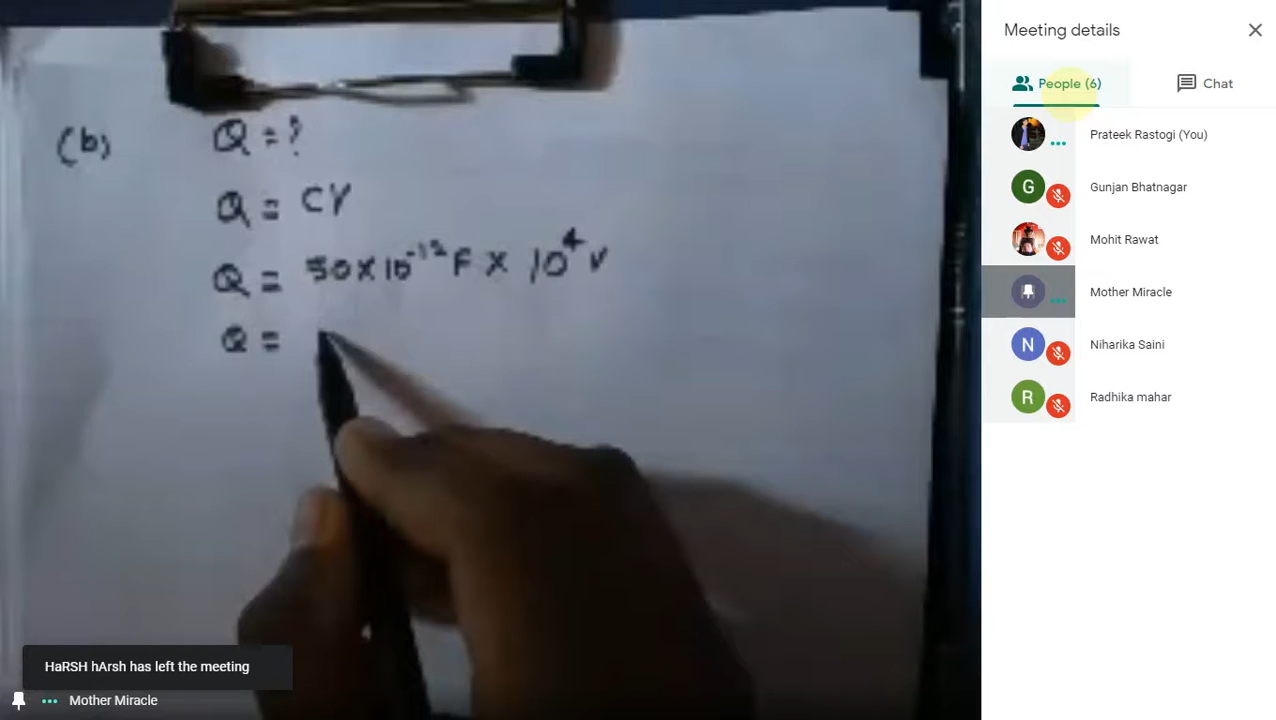 (b) Q = ?
Q = CV
Q = 50 × 10⁻¹² F × 10⁴ V
Q =
HaRSH hArsh has left the meeting
Mother Miracle
Meeting details
People (6)
Chat
Prateek Rastogi (You)
G
Gunjan Bhatnagar
Mohit Rawat
Mother Miracle
N
Niharika Saini
R
Radhika mahar